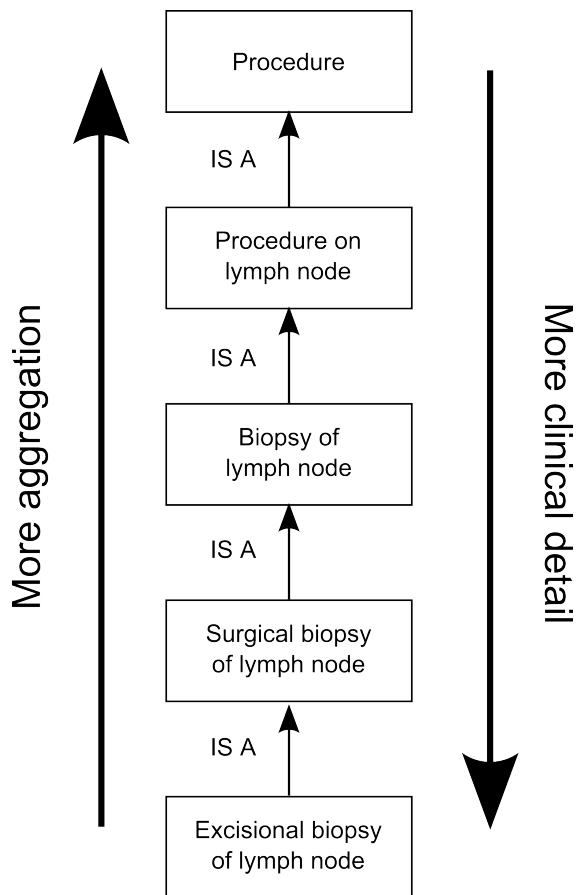 Procedure
IS A
Procedure on
lymph node
IS A
Biopsy of
lymph node
IS A
Surgical biopsy
of lymph node
IS A
Excisional biopsy
of lymph node
More aggregation
More clinical detail